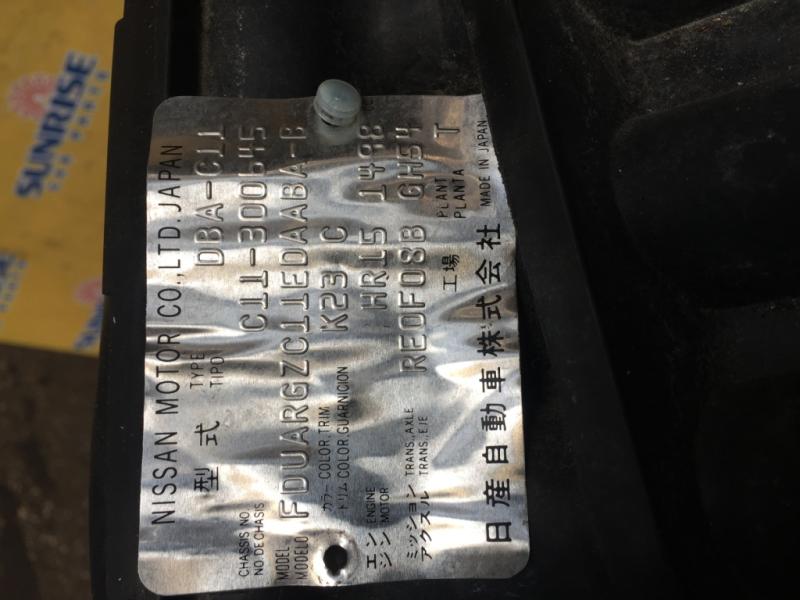 NISSAN MOTOR CO.,LTD. JAPAN
型式 TYPE TIPO DBA-C11
CHASSIS NO. NO. DE CHASIS C11-300645
MODEL MODELO FDUARGZC11EDAABA-B
カラー COLOR, TRIM トリム COLOR, GUARNICION K23 C
エンジン ENGINE MOTOR HR15 1498
ミッション TRANS., AXLE アクスル TRANS., EJE RE0F08B GH54
工場 PLANT PLANTA T
日産自動車株式会社 MADE IN JAPAN
SUNRISE
CAR PARTS